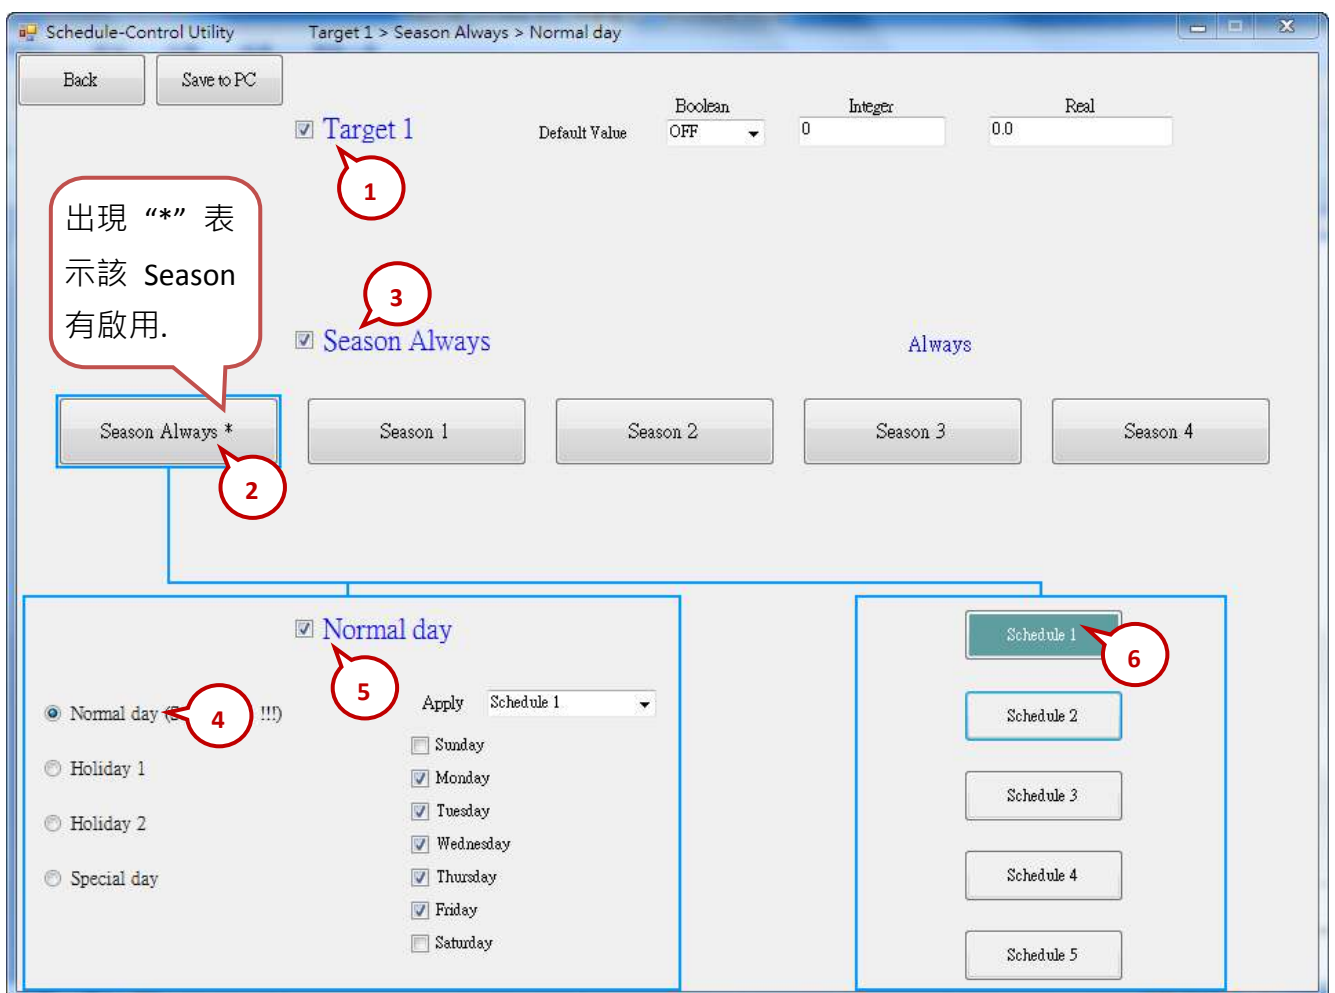 Schedule-Control Utility Target 1 > Season Always > Normal day
Back Save to PC
Boolean Integer Real
Target 1 Default Value OFF 0 0.0
1
出現 “*” 表
示該 Season
有啟用.
3
Season Always Always
Season Always * Season 1 Season 2 Season 3 Season 4
2
Normal day
5
Apply Schedule 1
Normal day (S !!!)
4
Holiday 1
Holiday 2
Special day
Sunday
Monday
Tuesday
Wednesday
Thursday
Friday
Saturday
Schedule 1
6
Schedule 2
Schedule 3
Schedule 4
Schedule 5